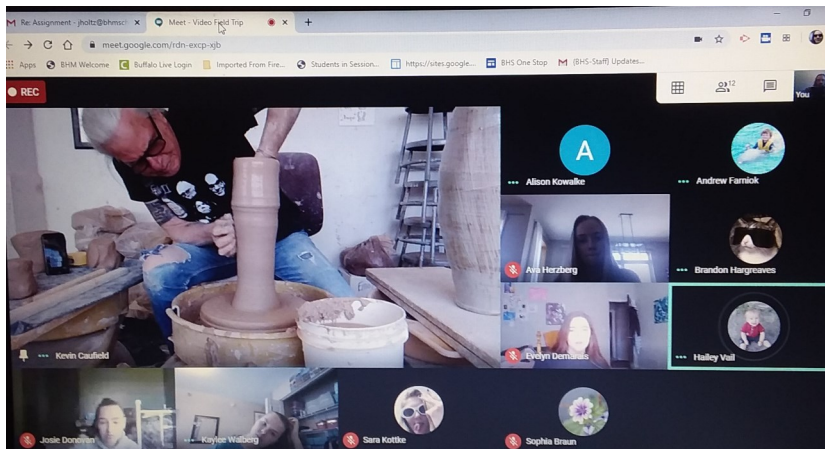 Re: Assignment - jholtz@bhmsch
Meet - Video Field Trip
meet.google.com/rdn-excp-xjb
Apps
BHM Welcome
Buffalo Live Login
Imported From Fire...
Students in Session...
https://sites.google....
BHS One Stop
[BHS-Staff] Updates...
REC
12
You
A
Alison Kowalke
Andrew Farniok
Ava Herzberg
Brandon Hargreaves
Kevin Caufield
Evelyn Demarais
Hailey Vail
Josie Donovan
Kaylee Walberg
Sara Kottke
Sophia Braun